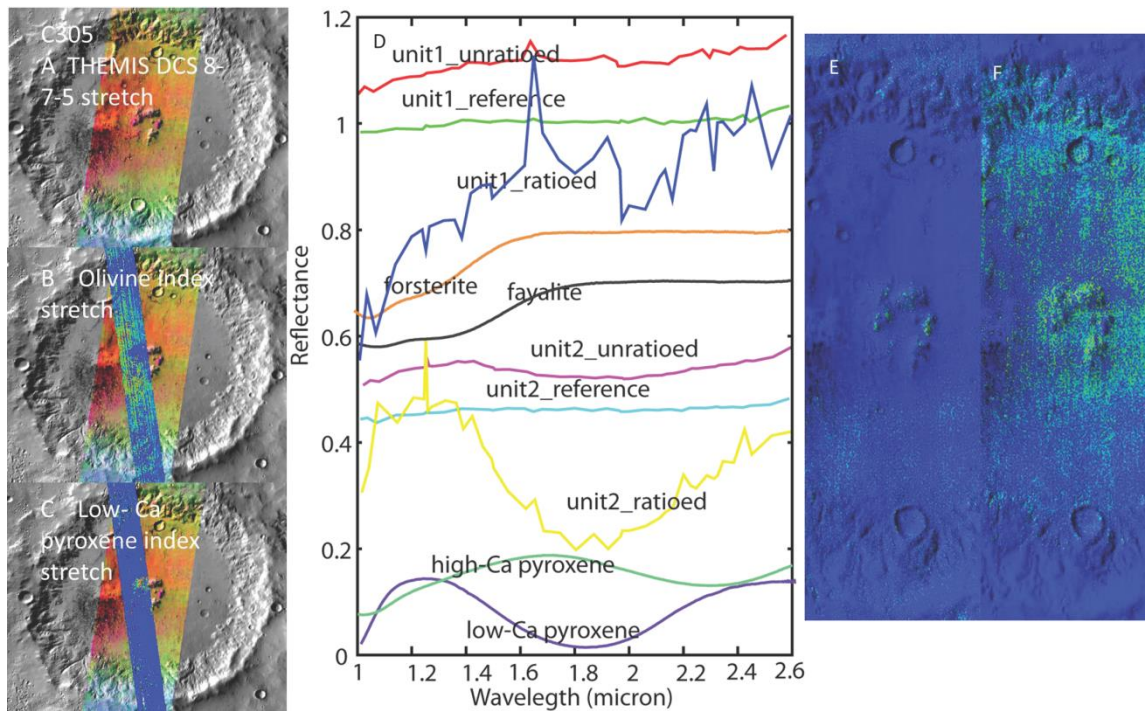 C305
A THEMIS DCS 8-
7-5 stretch
B Olivine Index
stretch
C Low- Ca
pyroxene index
stretch
D
Reflectance
1.2
1
0.8
0.6
0.4
0.2
0
unit1_unratioed
unit1_reference
unit1_ratioed
forsterite
fayalite
unit2_unratioed
unit2_reference
unit2_ratioed
high-Ca pyroxene
low-Ca pyroxene
1 1.2 1.4 1.6 1.8 2 2.2 2.4 2.6
Wavelegth (micron)
E
F